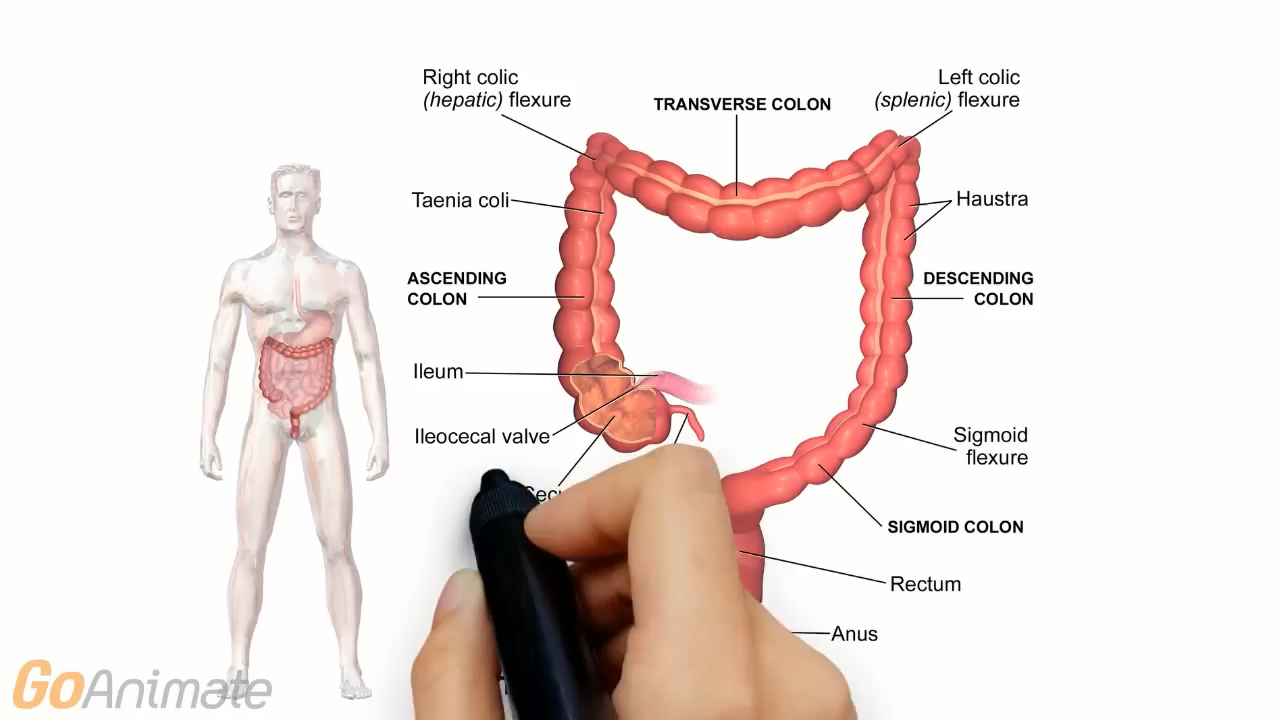 Right colic
(hepatic) flexure
TRANSVERSE COLON
Left colic
(splenic) flexure
Taenia coli
Haustra
ASCENDING
COLON
DESCENDING
COLON
Ileum
Ileocecal valve
Sigmoid
flexure
SIGMOID COLON
Rectum
Anus
GoAnimate